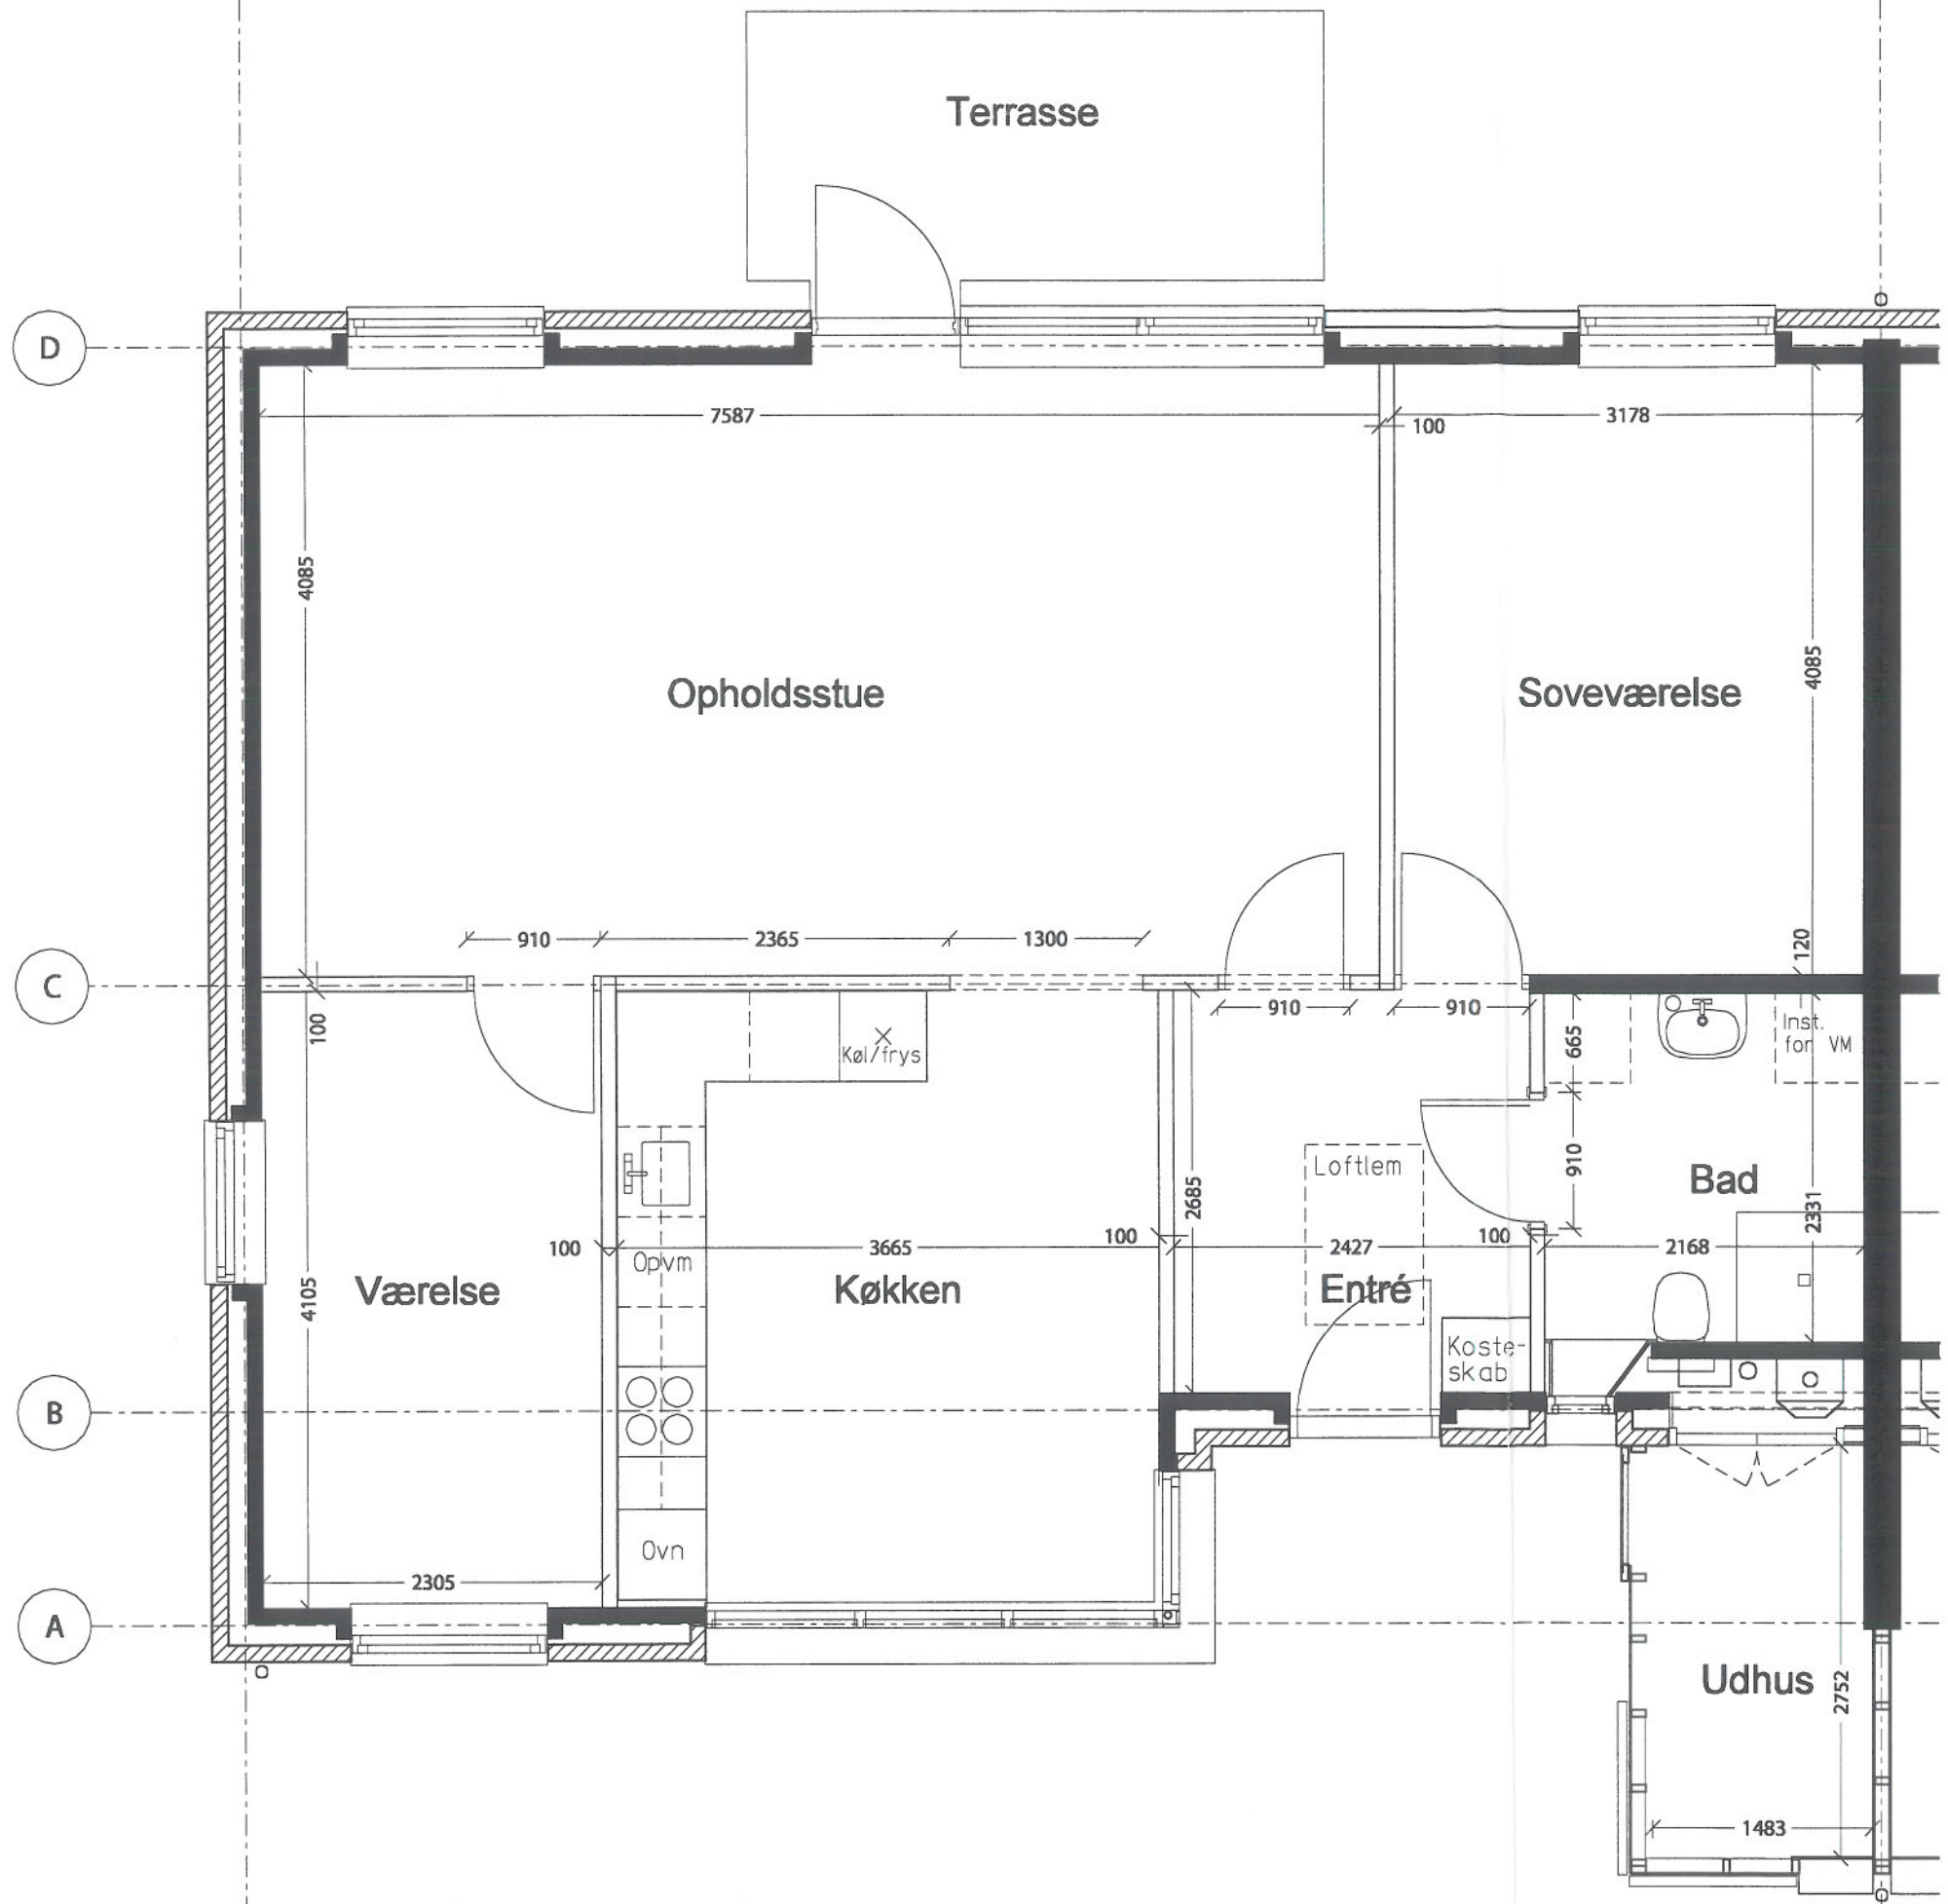 Terrasse
D
7587
3178
100
4085
4085
Opholdsstue
Soveværelse
910
2365
1300
120
C
910
910
100
665
Køl/frys
Inst.
for VM
Loftlem
910
Bad
2685
2331
100
3665
100
2427
100
2168
Opvm
4105
Værelse
Køkken
Entré
Koste-
skab
B
Ovn
2305
A
Udhus
2752
1483